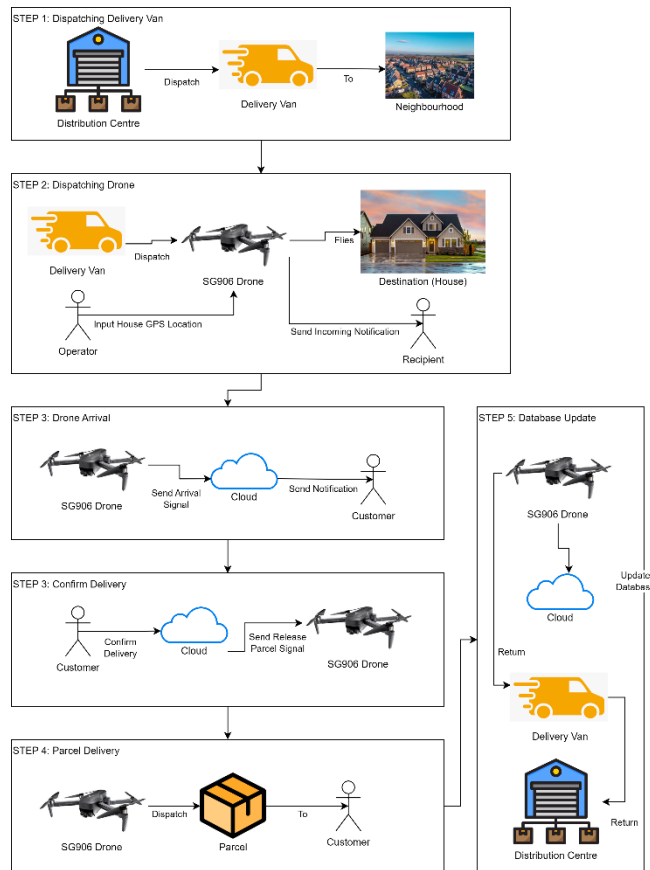 STEP 1: Dispatching Delivery Van
Dispatch
To
Delivery Van
Neighbourhood
Distribution Centre
STEP 2: Dispatching Drone
Delivery Van
Dispatch
SG906 Drone
Flies
Destination (House)
Input House GPS Location
Send Incoming Notification
Operator
Recipient
STEP 3: Drone Arrival
SG906 Drone
Send Arrival
Signal
Cloud
Send Notification
Customer
STEP 3: Confirm Delivery
Customer
Confirm
Delivery
Cloud
Send Release
Parcel Signal
SG906 Drone
STEP 4: Parcel Delivery
SG906 Drone
Dispatch
Parcel
To
Customer
STEP 5: Database Update
SG906 Drone
Update
Databas
Cloud
Return
Delivery Van
Return
Distribution Centre